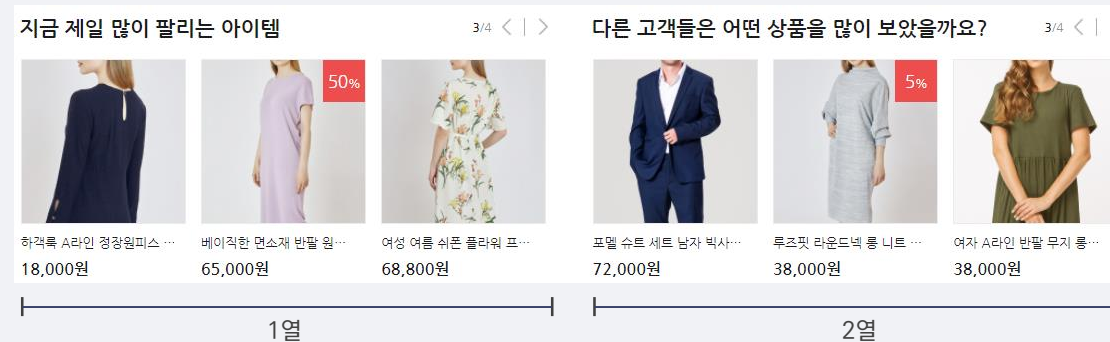 지금 제일 많이 팔리는 아이템
3/4
50%
하객룩 A라인 정장원피스 ···
베이직한 면소재 반팔 원···
여성 여름 쉬폰 플라워 프···
18,000원
65,000원
68,800원
1열
다른 고객들은 어떤 상품을 많이 보았을까요?
3/4
5%
포멜 슈트 세트 남자 빅사···
루즈핏 라운드넥 롱 니트 ···
여자 A라인 반팔 무지 롱···
72,000원
38,000원
38,000원
2열